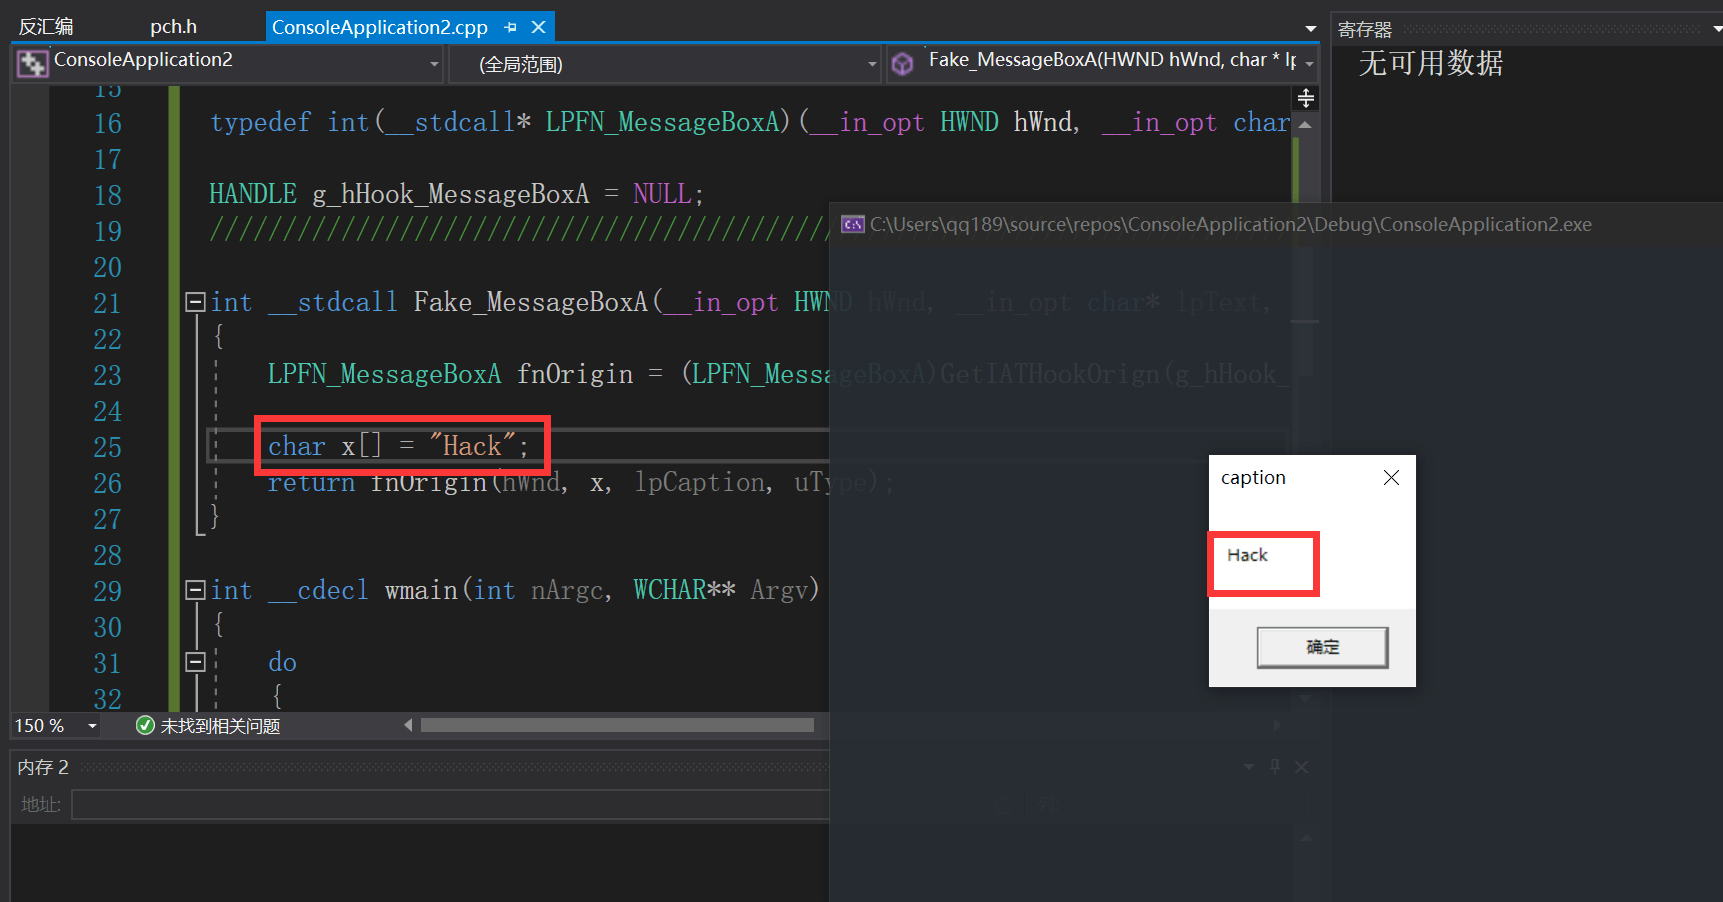 反汇编
pch.h
ConsoleApplication2.cpp
寄存器
ConsoleApplication2
(全局范围)
Fake_MessageBoxA(HWND hWnd, char * lp
无可用数据
15
16 typedef int(__stdcall* LPFN_MessageBoxA)(__in_opt HWND hWnd, __in_opt char
17
18 HANDLE g_hHook_MessageBoxA = NULL;
19 //////////////////////////////////////////
20
21 int __stdcall Fake_MessageBoxA(__in_opt HWND hWnd, __in_opt char* lpText,
22 {
23 LPFN_MessageBoxA fnOrigin = (LPFN_MessageBoxA)GetIATHookOrign(g_hHook_
24
25 char x[] = "Hack";
26 return fnOrigin(hWnd, x, lpCaption, uType);
27 }
28
29 int __cdecl wmain(int nArgc, WCHAR** Argv)
30 {
31 do
32 {
C:\Users\qq189\source\repos\ConsoleApplication2\Debug\ConsoleApplication2.exe
caption
Hack
确定
150 %
未找到相关问题
内存 2
地址: